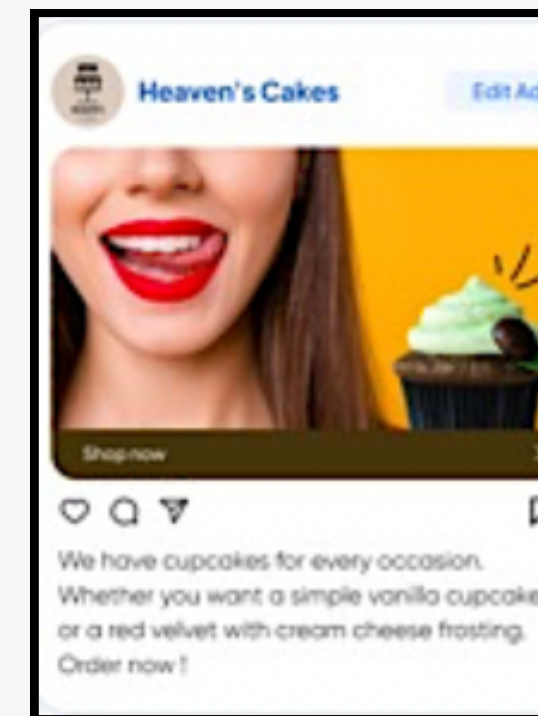 Heaven's Cakes
Edit Ad
Shop now
We have cupcakes for every occasion.
Whether you want a simple vanilla cupcake
or a red velvet with cream cheese frosting.
Order now!